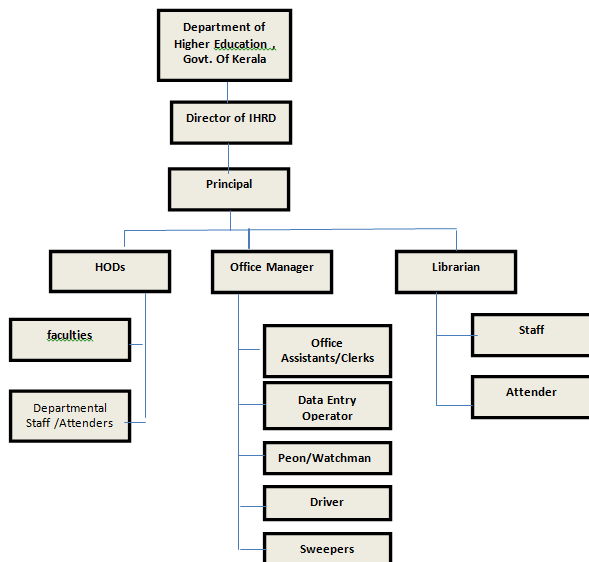 Department of
Higher Education ,
Govt. Of Kerala
Director of IHRD
Principal
HODs
Office Manager
Librarian
faculties
Departmental
Staff /Attenders
Office
Assistants/Clerks
Data Entry
Operator
Peon/Watchman
Driver
Sweepers
Staff
Attender